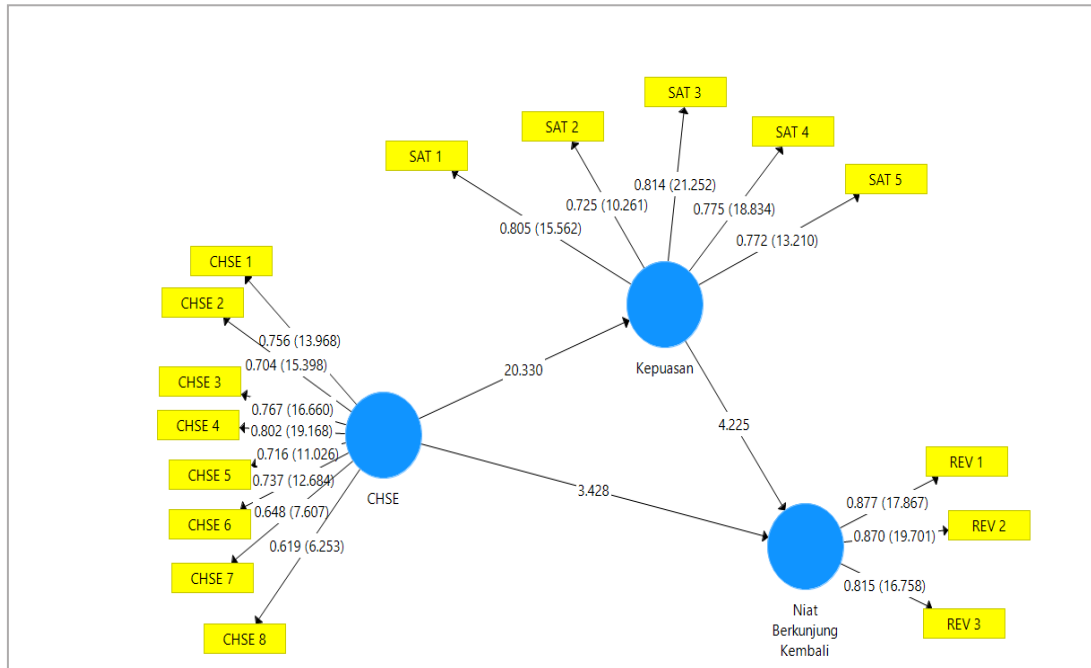 SAT 3
SAT 2
SAT 4
SAT 1
SAT 5
0.814 (21.252)
0.725 (10.261)
0.775 (18.834)
0.805 (15.562)
0.772 (13.210)
CHSE 1
CHSE 2
CHSE 3
CHSE 4
CHSE 5
CHSE 6
CHSE 7
CHSE 8
0.756 (13.968)
0.704 (15.398)
0.767 (16.660)
0.802 (19.168)
0.716 (11.026)
0.737 (12.684)
0.648 (7.607)
0.619 (6.253)
CHSE
20.330
Kepuasan
4.225
3.428
Niat
Berkunjung
Kembali
0.877 (17.867)
0.870 (19.701)
0.815 (16.758)
REV 1
REV 2
REV 3